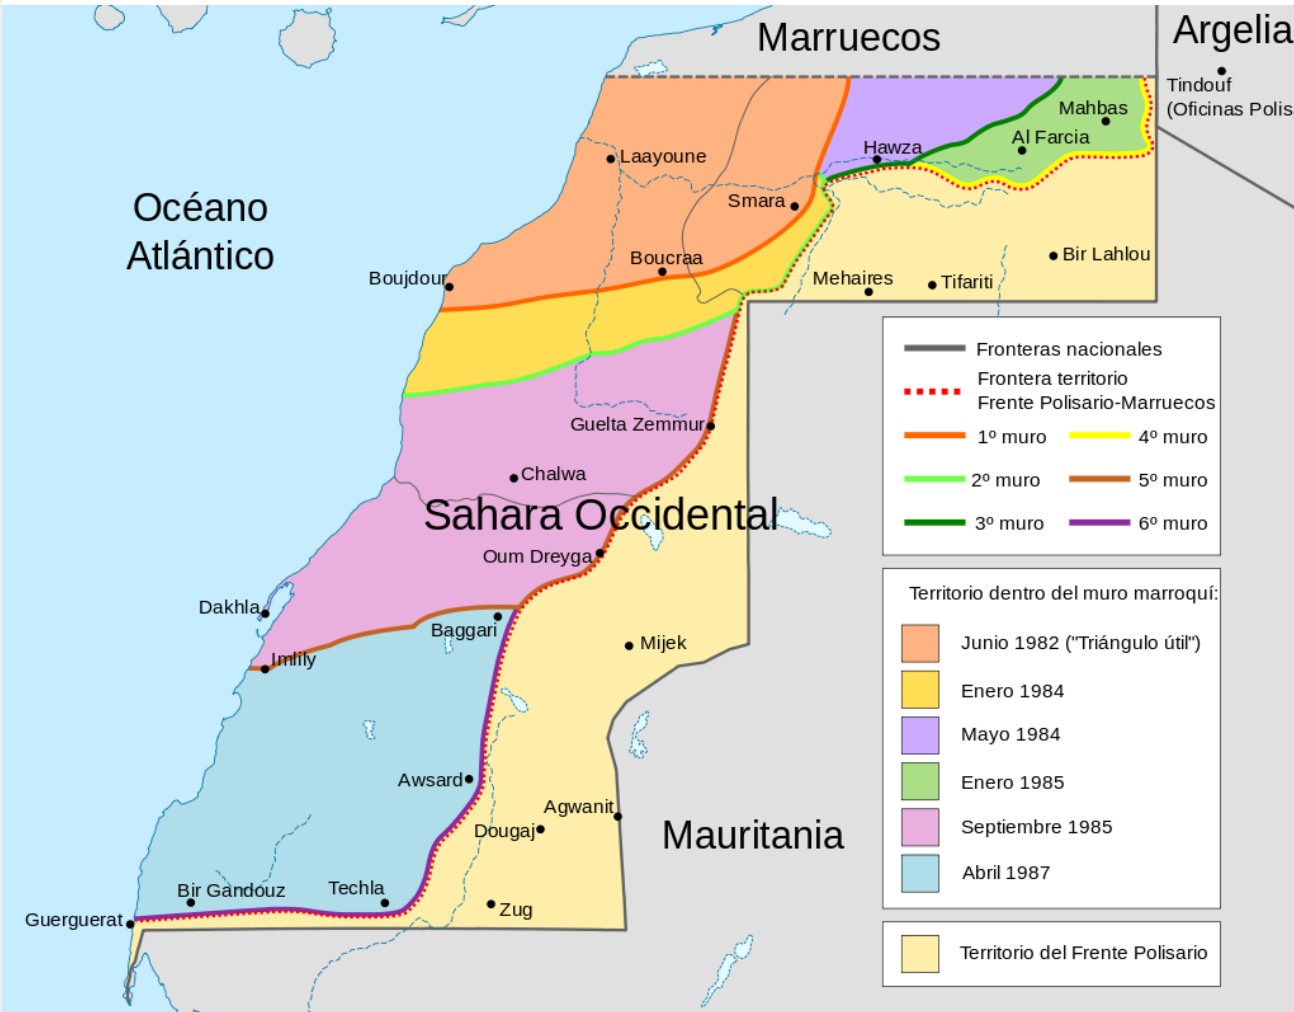 Marruecos
Argelia
Tindouf
(Oficinas Polis
Mahbas
Al Farcia
Hawza
Laayoune
Smara
Océano
Atlántico
Boucraa
Bir Lahlou
Boujdour
Mehaires
Tifariti
Guelta Zemmur
Chalwa
Sahara Occidental
Oum Dreyga
Dakhla
Baggari
Imlily
Mijek
Awsard
Agwanit
Dougaj
Mauritania
Bir Gandouz
Techla
Zug
Guerguerat
Fronteras nacionales
Frontera territorio
Frente Polisario-Marruecos
1º muro
4º muro
2º muro
5º muro
3º muro
6º muro
Territorio dentro del muro marroquí:
Junio 1982 ("Triángulo útil")
Enero 1984
Mayo 1984
Enero 1985
Septiembre 1985
Abril 1987
Territorio del Frente Polisario